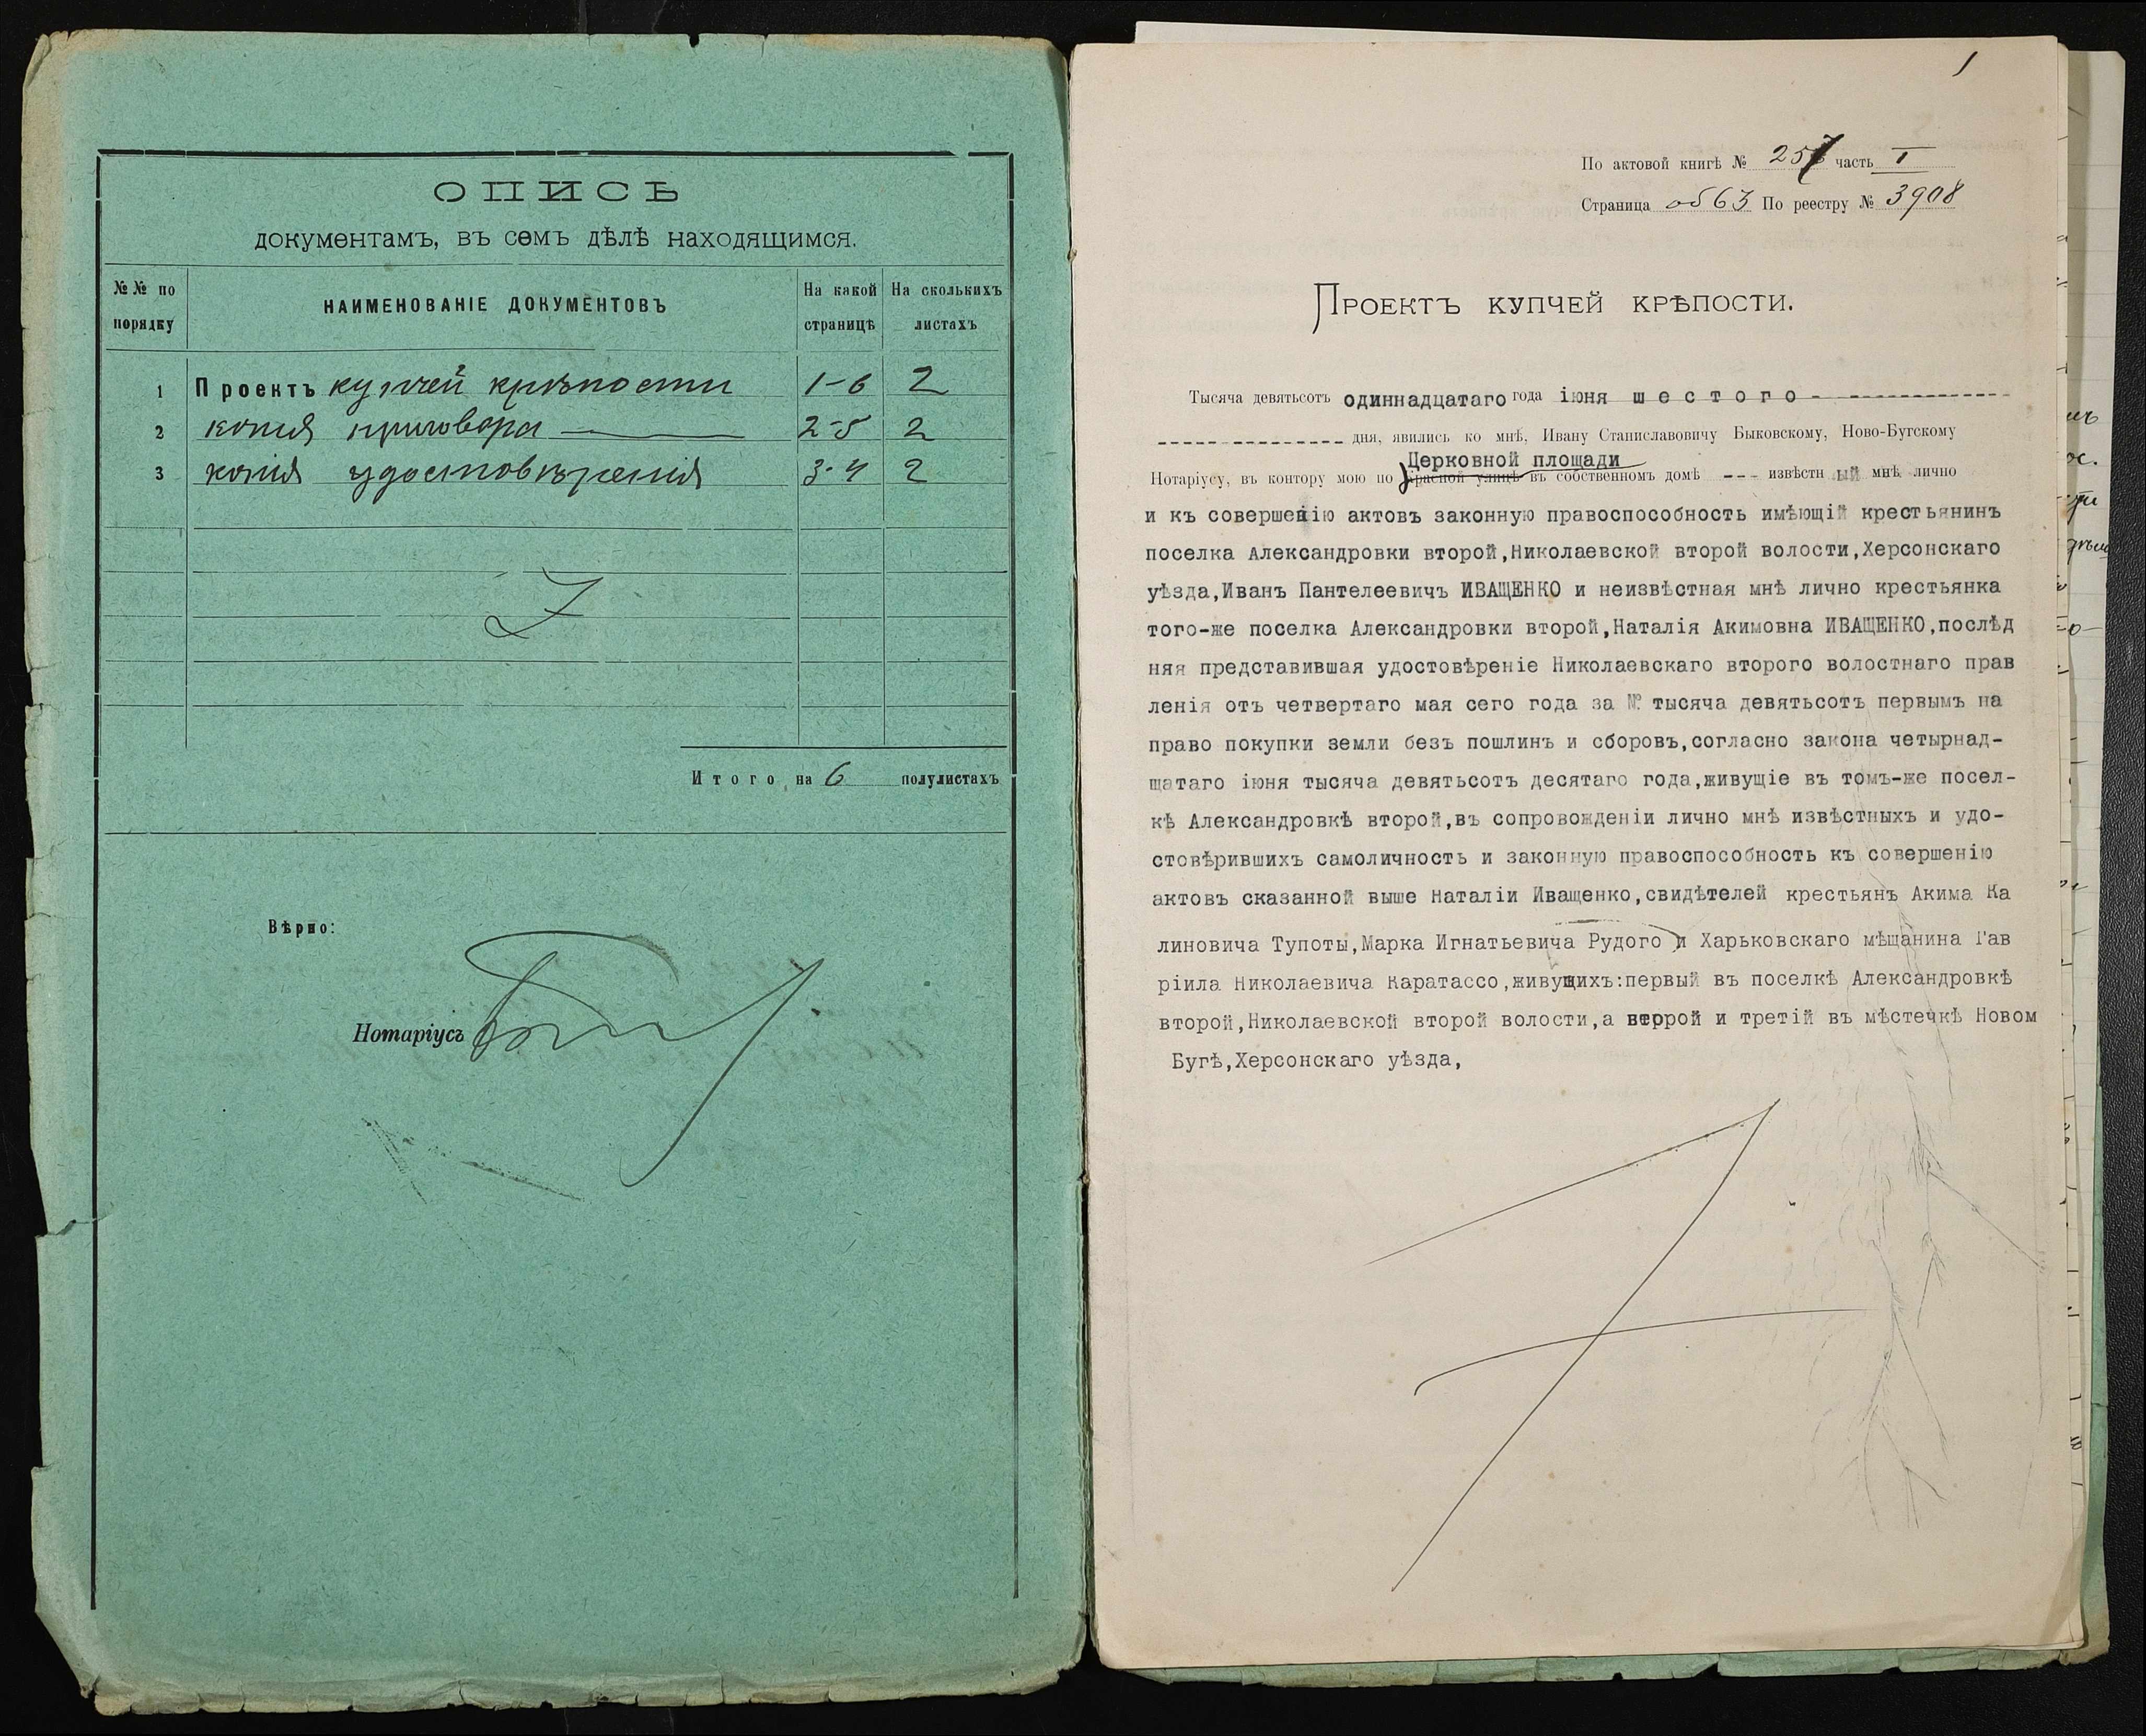 ОПИСЬ
документамъ, въ семъ дѣлѣ находящимся.
№№ по порядку
НАИМЕНОВАНІЕ ДОКУМЕНТОВЪ
На какой страницѣ
На сколькихъ листахъ
1 Проектъ купчей крѣпости 1-6 2
2 копія приговора 2-5 2
3 копія удостовѣренія 3-4 2
Итого на 6 полулистахъ
Вѣрно:
Нотаріусъ
1
По актовой книгѣ № 257 часть I
Страница об 63 По реестру № 3908
Проектъ купчей крѣпости.
Тысяча девятьсотъ одиннадцатаго года іюня шестого
дня, явились ко мнѣ, Ивану Станиславовичу Быковскому, Ново-Бугскому
Церковной площади
Нотаріусу, въ контору мою по Красной улицѣ въ собственномъ домѣ --- извѣстный мнѣ лично
и къ совершенію актовъ законную правоспособность имѣющій крестьянинъ
поселка Александровки второй,Николаевской второй волости,Херсонскаго
уѣзда,Иванъ Пантелеевичъ ИВАЩЕНКО и неизвѣстная мнѣ лично крестьянка
того-же поселка Александровки второй,Наталія Акимовна ИВАЩЕНКО,послѣд
няя представившая удостовѣреніе Николаевскаго второго волостнаго прав
ленія отъ четвертаго мая сего года за № тысяча девятьсотъ первымъ на
право покупки земли безъ пошлинъ и сборовъ,согласно закона четырнад-
щатаго іюня тысяча девятьсотъ десятаго года,живущіе въ томъ-же посел-
кѣ Александровкѣ второй,въ сопровожденіи лично мнѣ извѣстныхъ и удо-
стовѣрившихъ самоличность и законную правоспособность къ совершенію
актовъ сказанной выше Наталіи Иващенко,свидѣтелей крестьянъ Акима Ка
линовича Тупоты,Марка Игнатьевича Рудого и Харьковскаго мѣщанина Гав
ріила Николаевича Каратассо,живущихъ:первый въ поселкѣ Александровкѣ
второй,Николаевской второй волости,а второй и третій въ мѣстечкѣ Новом
Бугѣ,Херсонскаго уѣзда,